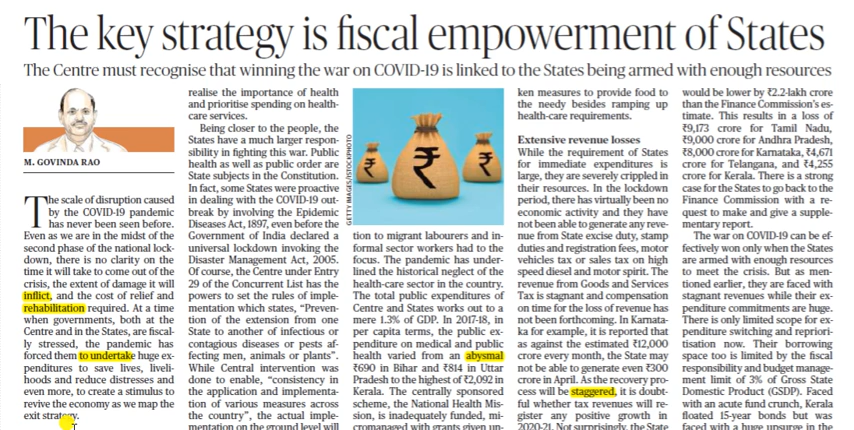 The key strategy is fiscal empowerment of States
The Centre must recognise that winning the war on COVID-19 is linked to the States being armed with enough resources
M. GOVINDA RAO
The scale of disruption caused
by the COVID-19 pandemic
has never been seen before.
Even as we are in the midst of the
second phase of the national lock-
down, there is no clarity on the
time it will take to come out of the
crisis, the extent of damage it will
inflict, and the cost of relief and
rehabilitation required. At a time
when governments, both at the
Centre and in the States, are fiscal-
ly stressed, the pandemic has
forced them to undertake huge ex-
penditures to save lives, liveli-
hoods and reduce distresses and
even more, to create a stimulus to
revive the economy as we map the
exit strategy.
realise the importance of health
and prioritise spending on health-
care services.
Being closer to the people, the
States have a much larger respon-
sibility in fighting this war. Public
health as well as public order are
State subjects in the Constitution.
In fact, some States were proactive
in dealing with the COVID-19 out-
break by involving the Epidemic
Diseases Act, 1897, even before the
Government of India declared a
universal lockdown invoking the
Disaster Management Act, 2005.
Of course, the Centre under Entry
29 of the Concurrent List has the
powers to set the rules of imple-
mentation which states, “Preven-
tion of the extension from one
State to another of infectious or
contagious diseases or pests af-
fecting men, animals or plants”.
While Central intervention was
done to enable, “consistency in
the application and implementa-
tion of various measures across
the country”, the actual imple-
mentation on the ground level will
GETTY IMAGES/ISTOCKPHOTO
₹
₹
₹
tion to migrant labourers and in-
formal sector workers had to the
focus. The pandemic has under-
lined the historical neglect of the
health-care sector in the country.
The total public expenditures of
Centre and States works out to a
mere 1.3% of GDP. In 2017-18, in
per capita terms, the public ex-
penditure on medical and public
health varied from an abysmal
₹690 in Bihar and ₹814 in Uttar
Pradesh to the highest of ₹2,092 in
Kerala. The centrally sponsored
scheme, the National Health Mis-
sion, is inadequately funded, mi-
cromanaged with grants given un-
ken measures to provide food to
the needy besides ramping up
health-care requirements.
Extensive revenue losses
While the requirement of States
for immediate expenditures is
large, they are severely crippled in
their resources. In the lockdown
period, there has virtually been no
economic activity and they have
not been able to generate any reve-
nue from State excise duty, stamp
duties and registration fees, motor
vehicles tax or sales tax on high
speed diesel and motor spirit. The
revenue from Goods and Services
Tax is stagnant and compensation
on time for the loss of revenue has
not been forthcoming. In Karnata-
ka for example, it is reported that
as against the estimated ₹12,000
crore every month, the State may
not be able to generate even ₹300
crore in April. As the recovery pro-
cess will be staggered, it is doubt-
ful whether tax revenues will re-
gister any positive growth in
2020-21. Not surprisingly, the State
would be lower by ₹2.2-lakh crore
than the Finance Commission’s es-
timate. This results in a loss of
₹9,173 crore for Tamil Nadu,
₹9,000 crore for Andhra Pradesh,
₹8,000 crore for Karnataka, ₹4,671
crore for Telangana, and ₹4,255
crore for Kerala. There is a strong
case for the States to go back to the
Finance Commission with a re-
quest to make and give a supple-
mentary report.
The war on COVID-19 can be ef-
fectively won only when the States
are armed with enough resources
to meet the crisis. But as men-
tioned earlier, they are faced with
stagnant revenues while their ex-
penditure commitments are huge.
There is only limited scope for ex-
penditure switching and repriori-
tisation now. Their borrowing
space too is limited by the fiscal
responsibility and budget manage-
ment limit of 3% of Gross State
Domestic Product (GSDP). Faced
with an acute fund crunch, Kerala
floated 15-year bonds but was
faced with a huge upsurge in the